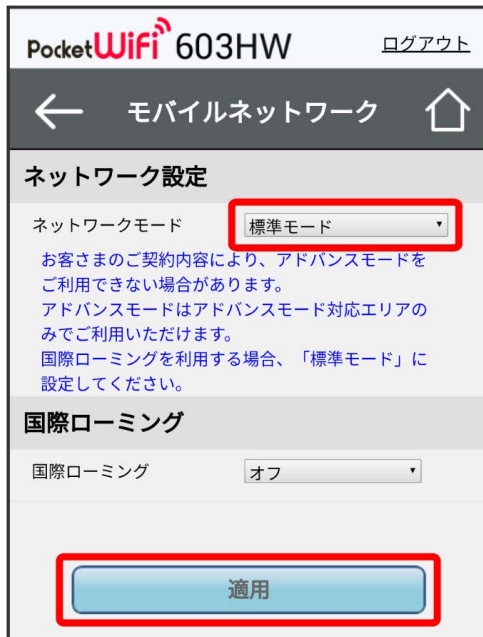 PocketWiFi 603HW ログアウト
モバイルネットワーク
ネットワーク設定
ネットワークモード 標準モード
お客さまのご契約内容により、アドバンスモードを
ご利用できない場合があります。
アドバンスモードはアドバンスモード対応エリアの
みでご利用いただけます。
国際ローミングを利用する場合、「標準モード」に
設定してください。
国際ローミング
国際ローミング オフ
適用